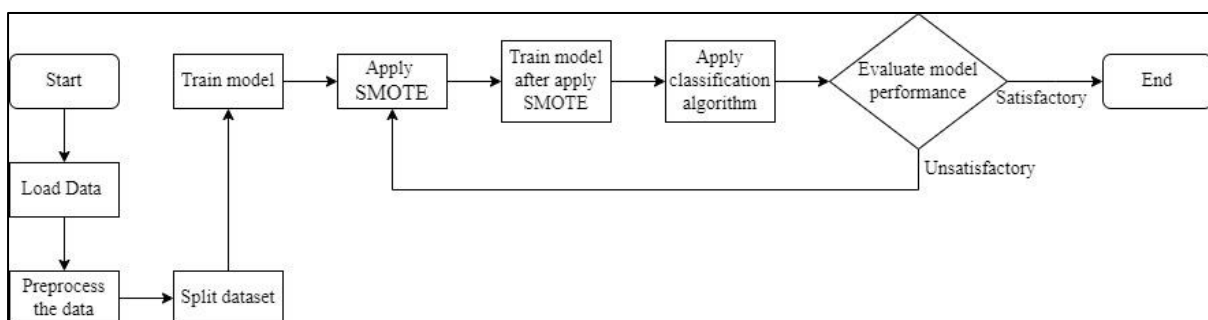 Start
Load Data
Preprocess
the data
Split dataset
Train model
Apply
SMOTE
Train model
after apply
SMOTE
Apply
classification
algorithm
Evaluate model
performance
Satisfactory
Unsatisfactory
End